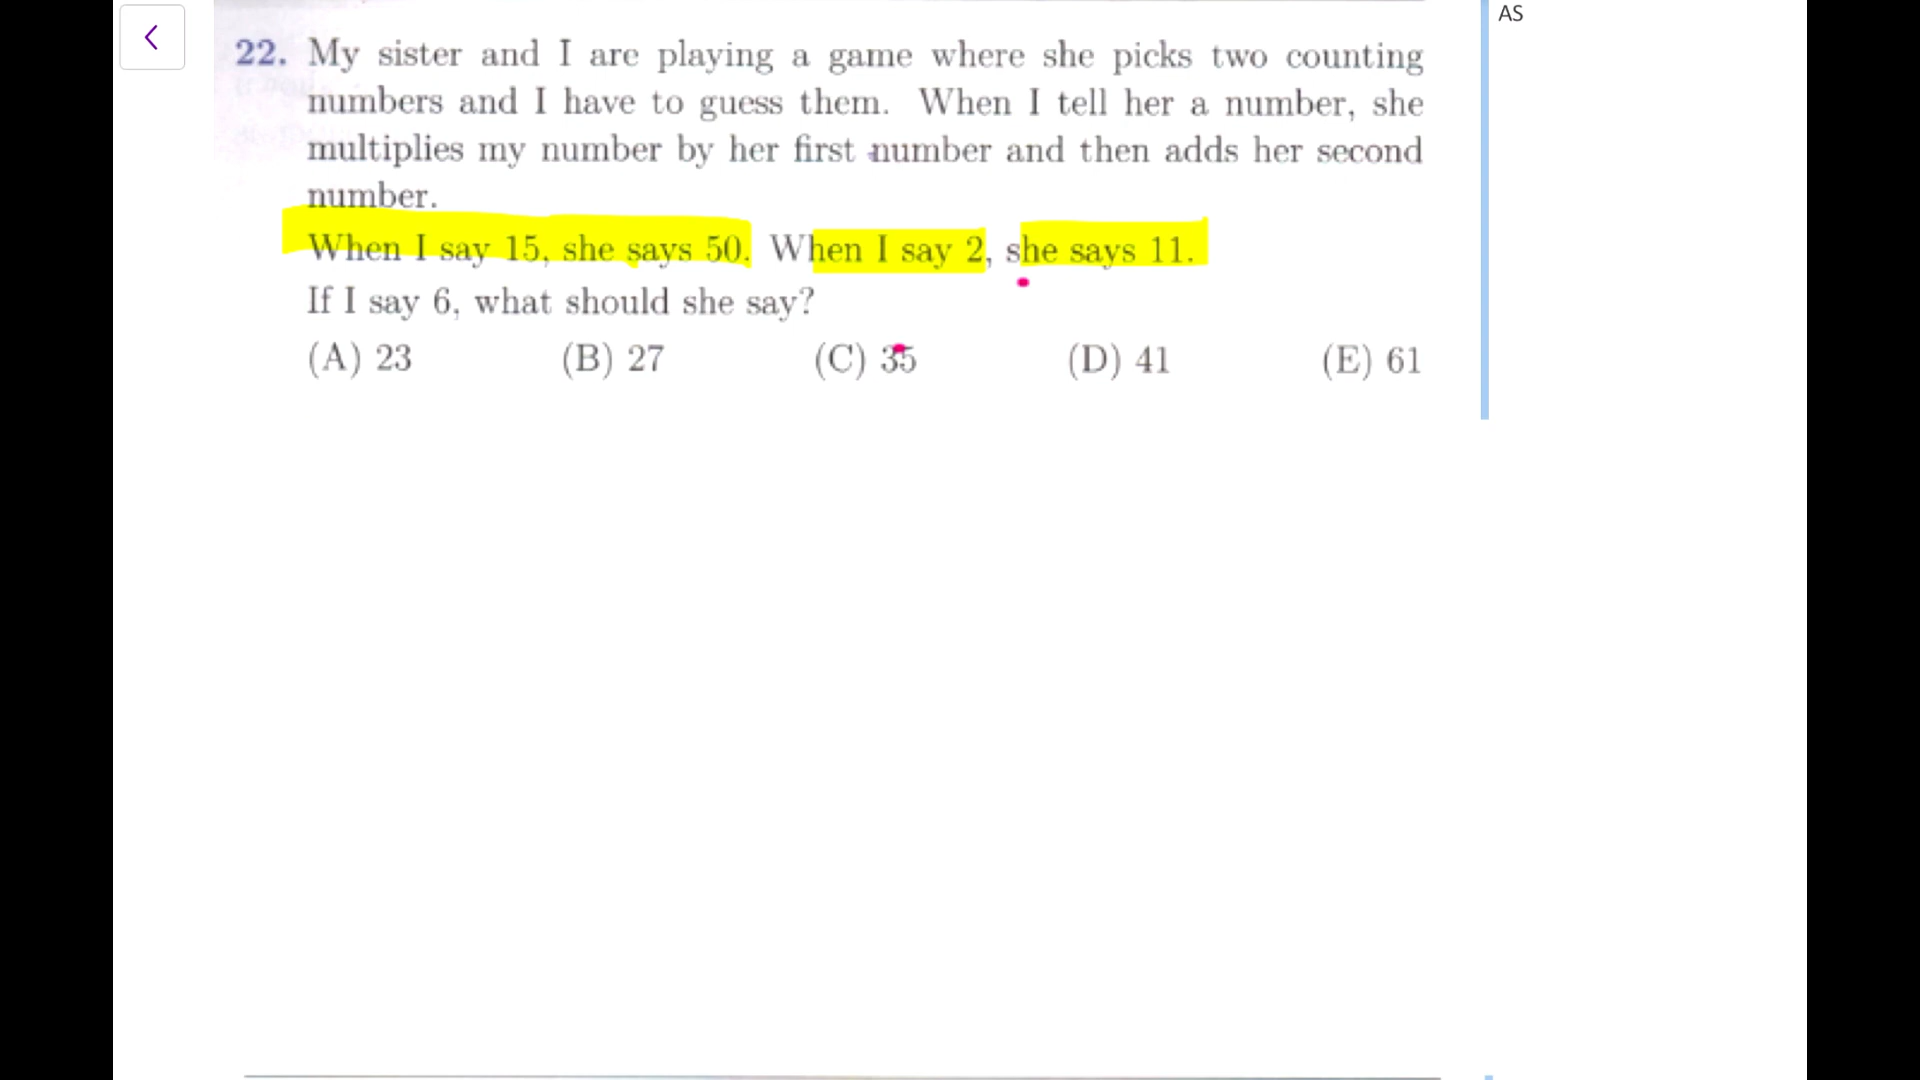 AS
22. My sister and I are playing a game where she picks two counting
numbers and I have to guess them. When I tell her a number, she
multiplies my number by her first number and then adds her second
number.
When I say 15, she says 50. When I say 2, she says 11.
If I say 6, what should she say?
(A) 23 (B) 27 (C) 35 (D) 41 (E) 61